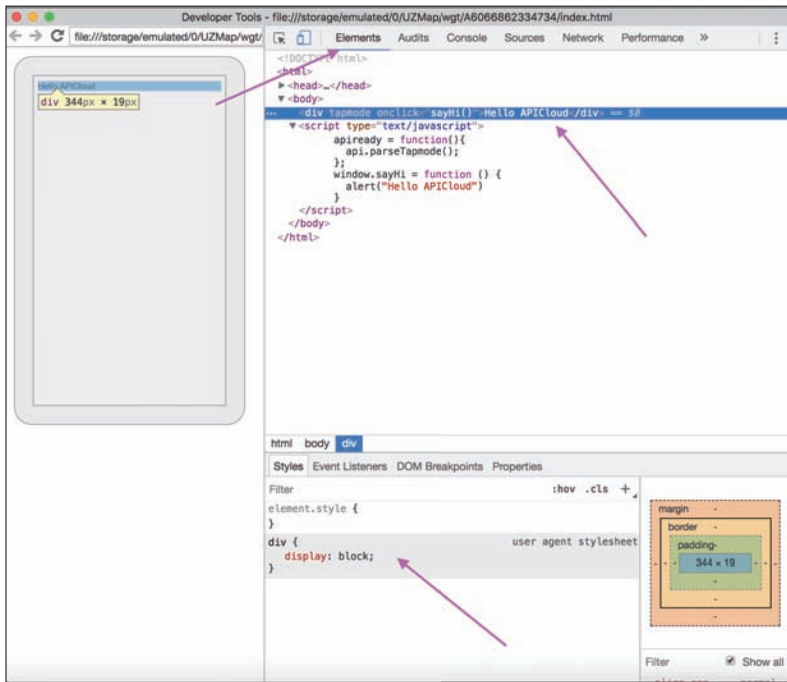 Developer Tools - file:///storage/emulated/0/UZMap/wgt/A6066862334734/index.html
file:///storage/emulated/0/UZMap/wgt/
Elements Audits Console Sources Network Performance »
Hello APICloud
div 344px × 19px
<!DOCTYPE html>
<html>
<head>…</head>
<body>
… <div tapmode onclick="sayHi()">Hello APICloud</div> == $0
<script type="text/javascript">
apiready = function(){
api.parseTapmode();
};
window.sayHi = function () {
alert("Hello APICloud")
}
</script>
</body>
</html>
html body div
Styles Event Listeners DOM Breakpoints Properties
Filter :hov .cls +
element.style {
}
div { user agent stylesheet
display: block;
}
margin -
border -
padding-
- - - 344 × 19 - - -
-
-
-
Filter Show all